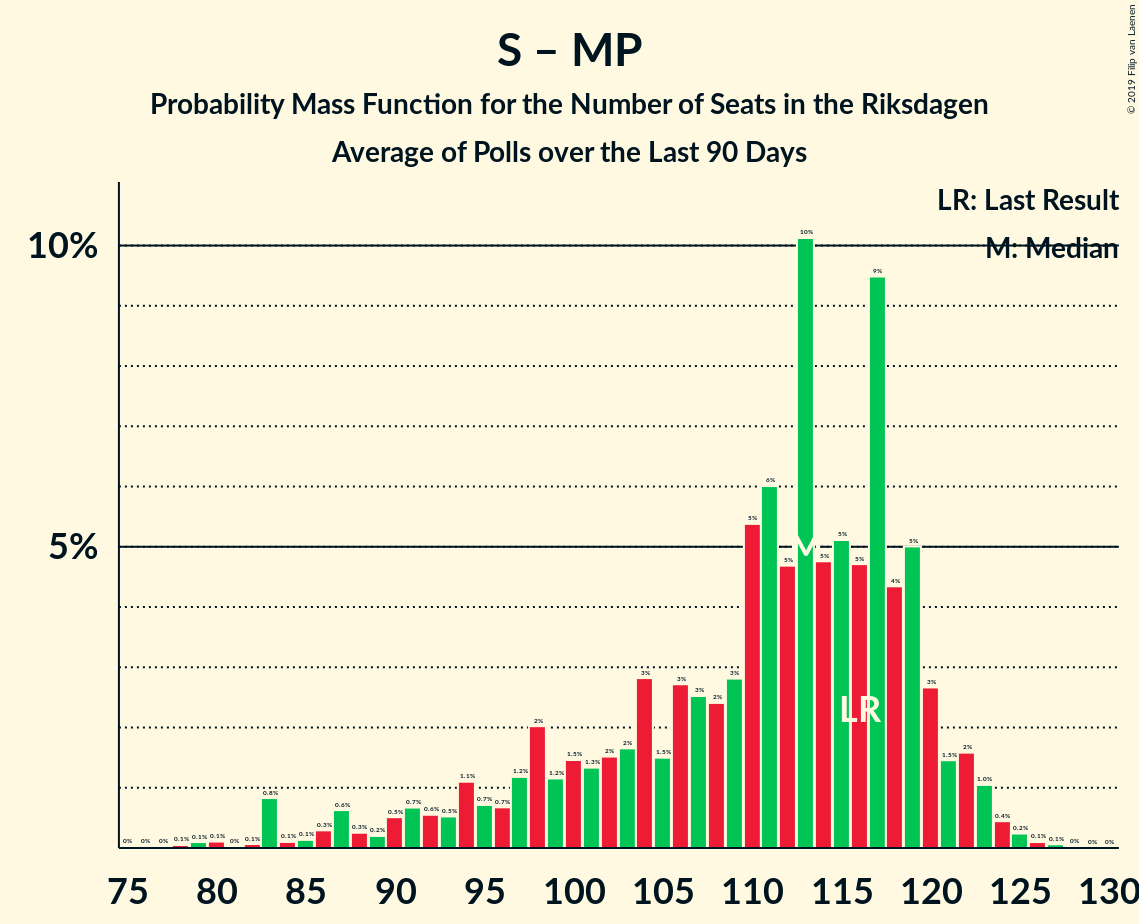 © 2019 Filip van Laenen
S – MP
Probability Mass Function for the Number of Seats in the Riksdagen
Average of Polls over the Last 90 Days
LR: Last Result
M: Median
10%
5%
0% 0% 0% 0.1% 0.1% 0.1% 0% 0.1% 0.8% 0.1% 0.1% 0.3% 0.6% 0.3% 0.2% 0.5% 0.7% 0.6% 0.5% 1.1% 0.7% 0.7% 1.2% 2% 1.2% 1.5% 1.3% 2% 2% 3% 1.5% 3% 3% 2% 3% 5% 6% 5% 10% 5% 5% 5% 9% 4% 5% 3% 1.5% 2% 1.0% 0.4% 0.2% 0.1% 0.1% 0% 0% 0%
M
LR
75 80 85 90 95 100 105 110 115 120 125 130